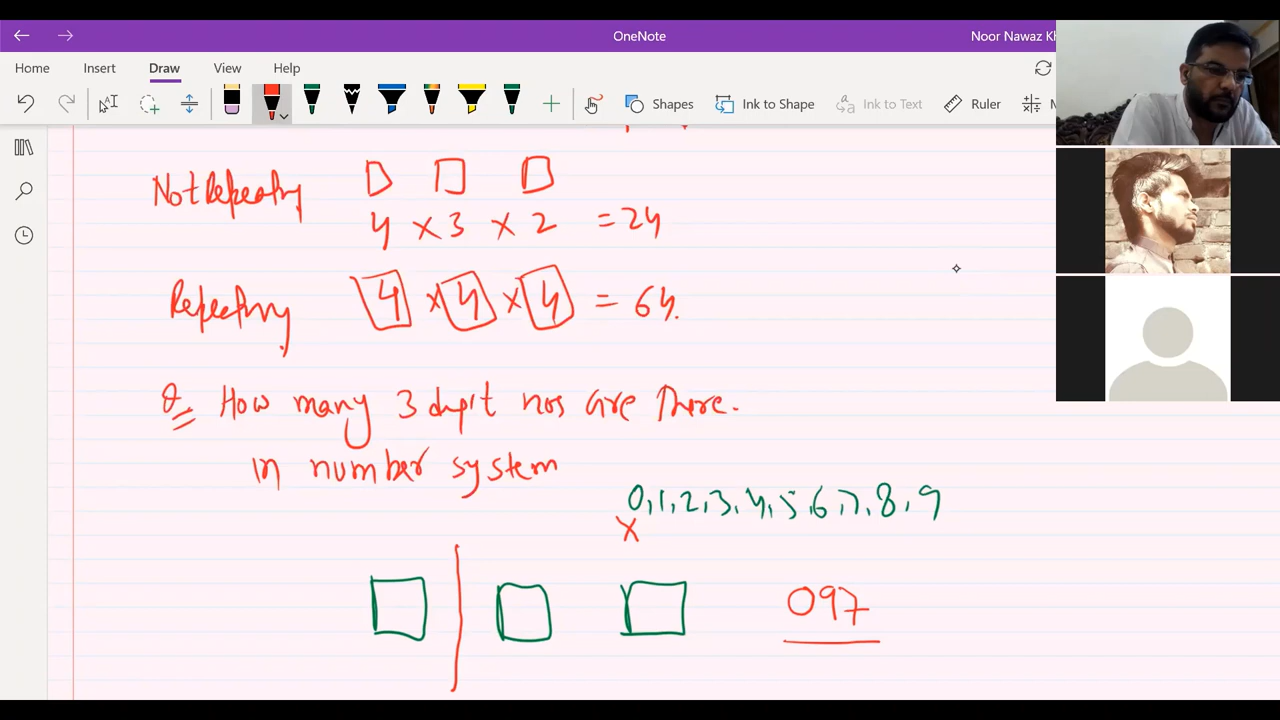 OneNote
Noor Nawaz Kh
Home Insert Draw View Help
Shapes Ink to Shape Ink to Text Ruler M
Not Repeating
4 × 3 × 2 = 24
Repeating 4 × 4 × 4 = 64.
Q How many 3 digit nos are there.
in number system
0, 1, 2, 3, 4, 5, 6, 7, 8, 9
X
097